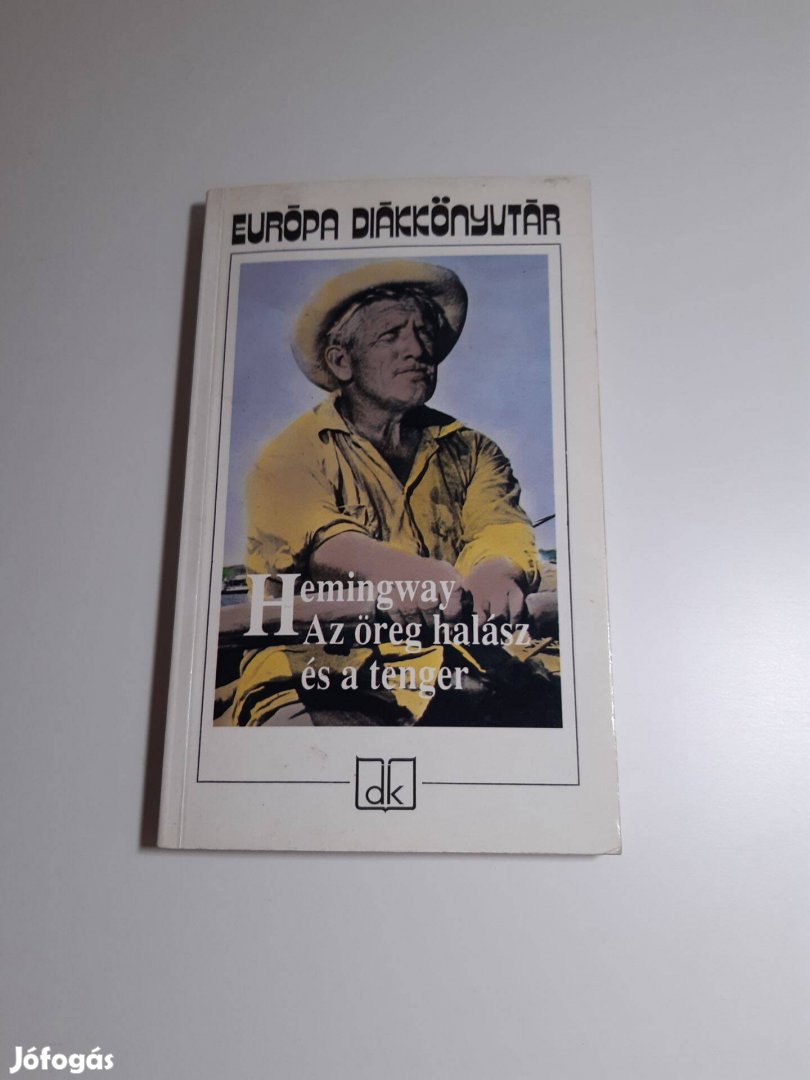 EURÓPA DIÁKKÖNYVTÁR
Hemingway
Az öreg halász
és a tenger
dk
Jófogás